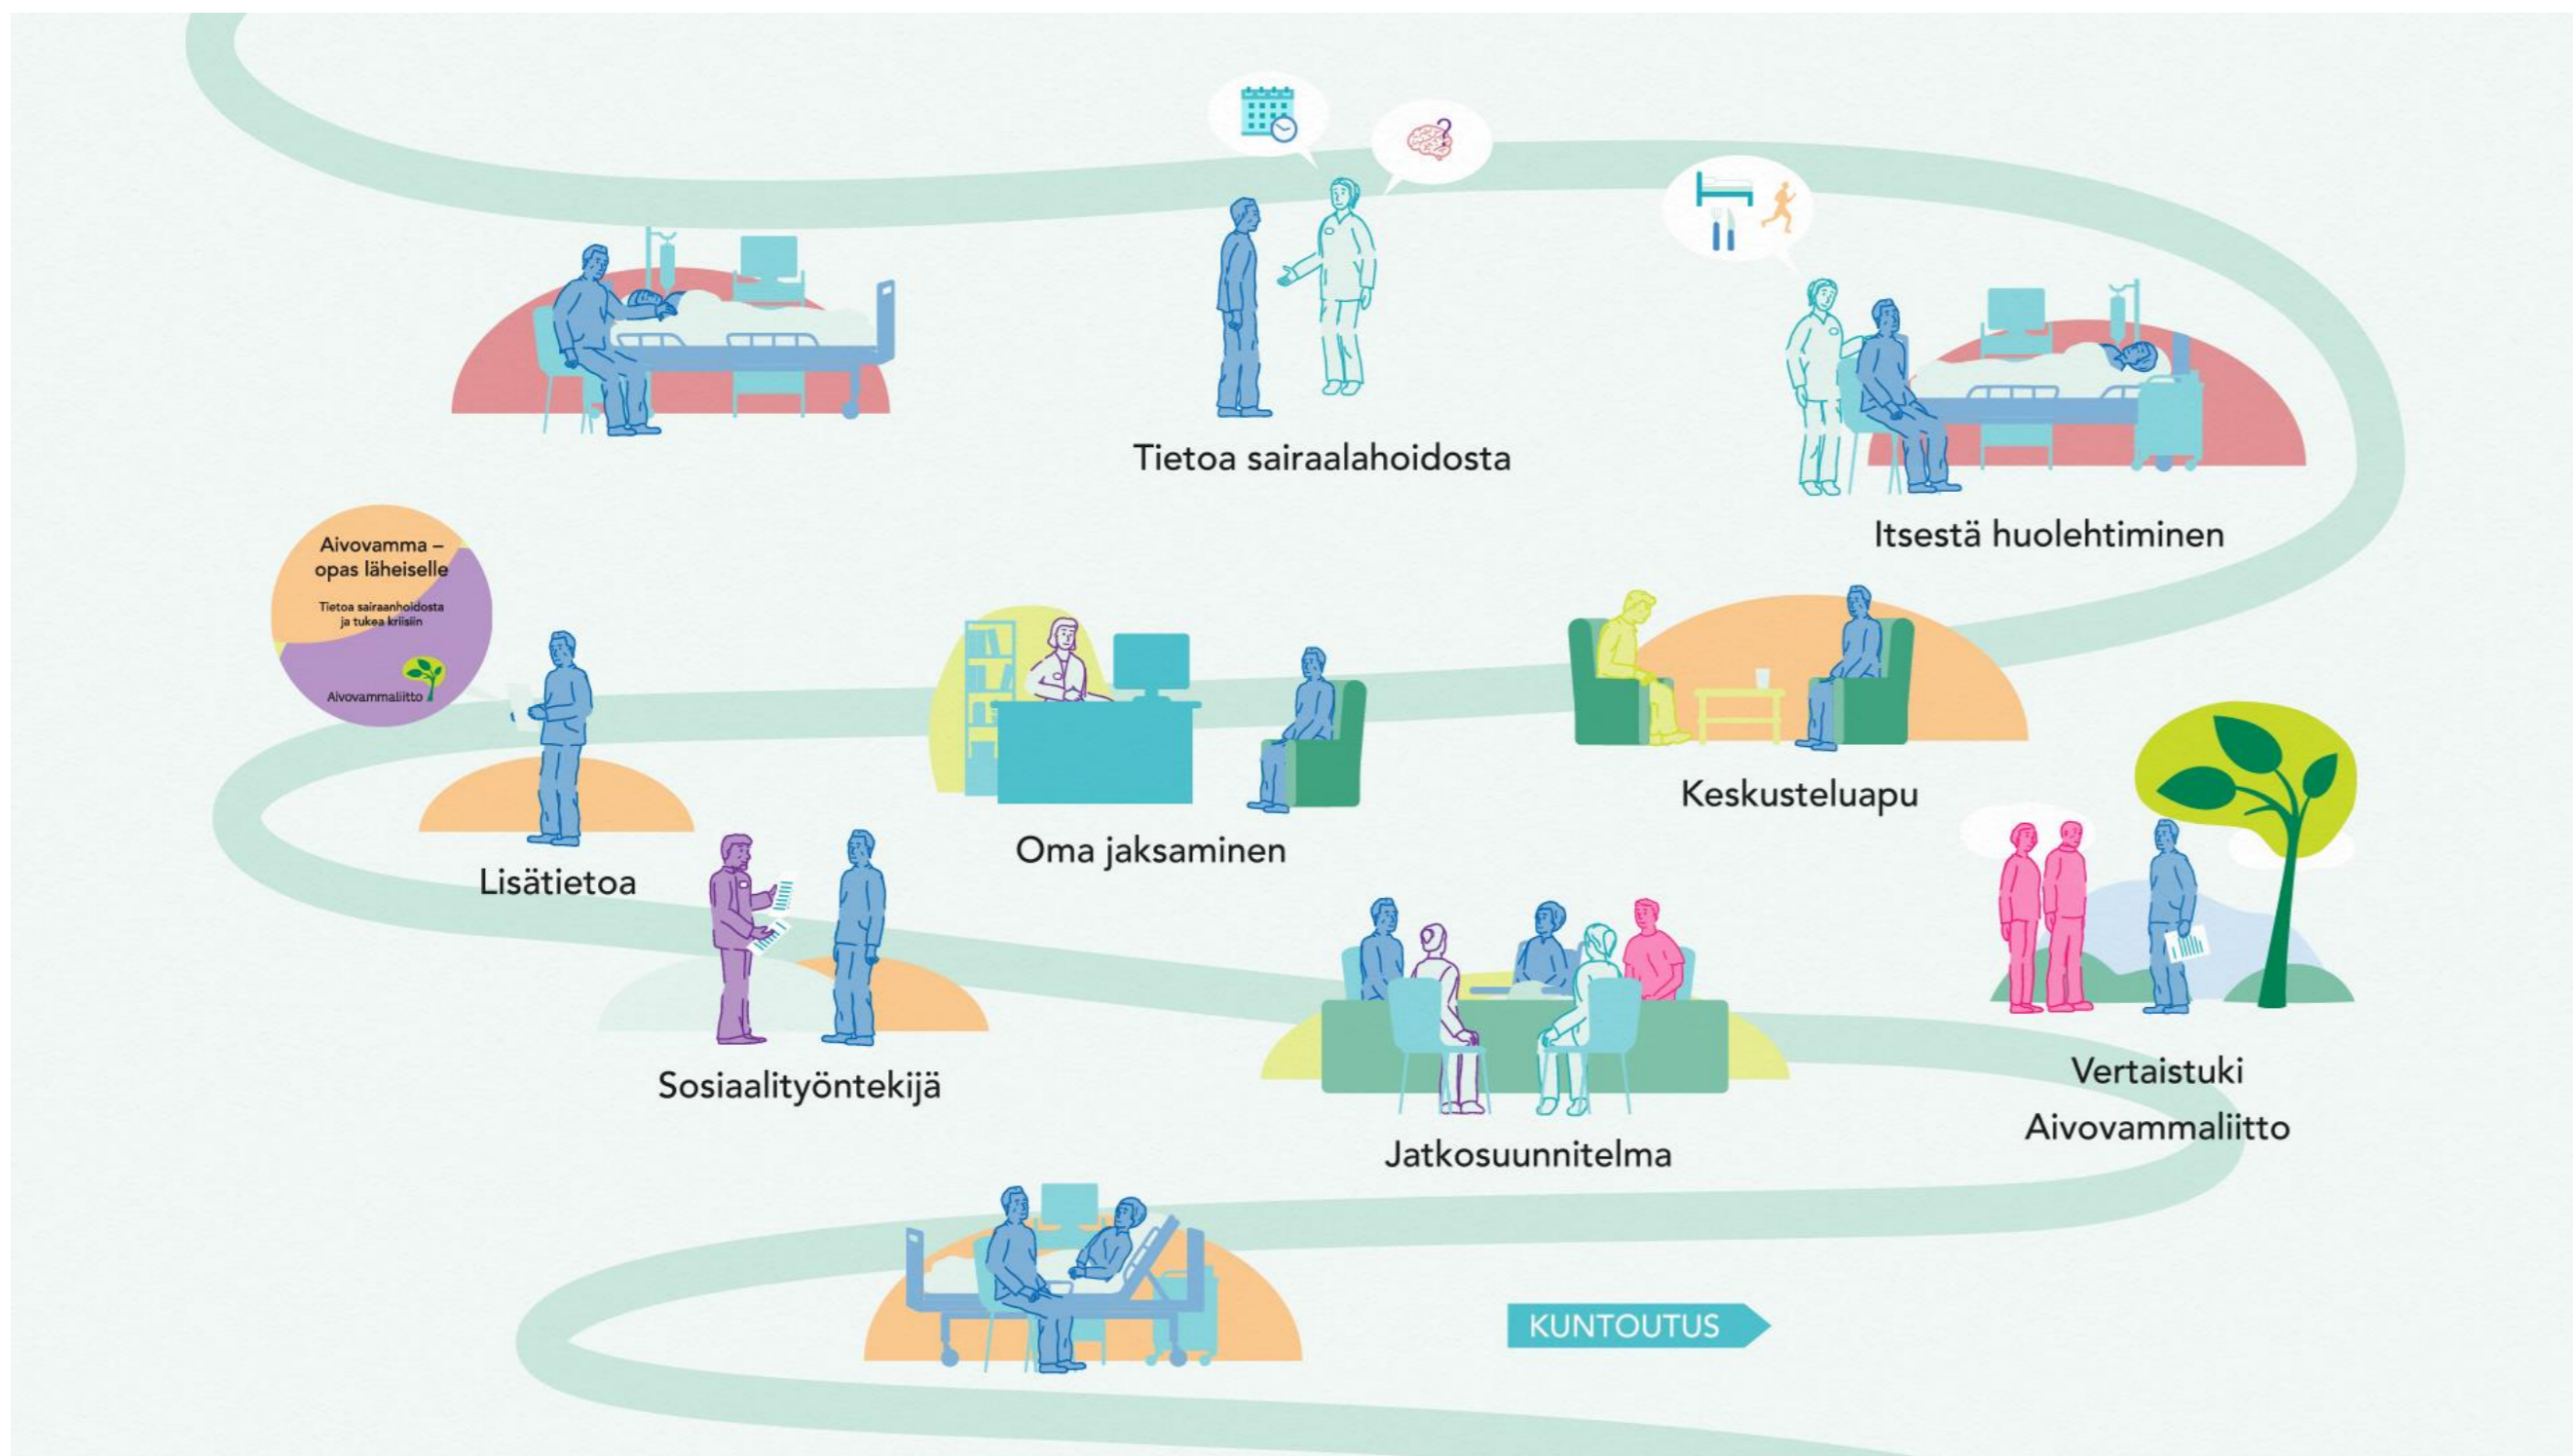 Tietoa sairaalahoidosta
Itsestä huolehtiminen
Keskusteluapu
Oma jaksaminen
Aivovamma –
opas läheiselle
Tietoa sairaanhoidosta
ja tukea kriisiin
Aivovammaliitto
Lisätietoa
Sosiaalityöntekijä
Jatkosuunnitelma
Vertaistuki
Aivovammaliitto
KUNTOUTUS